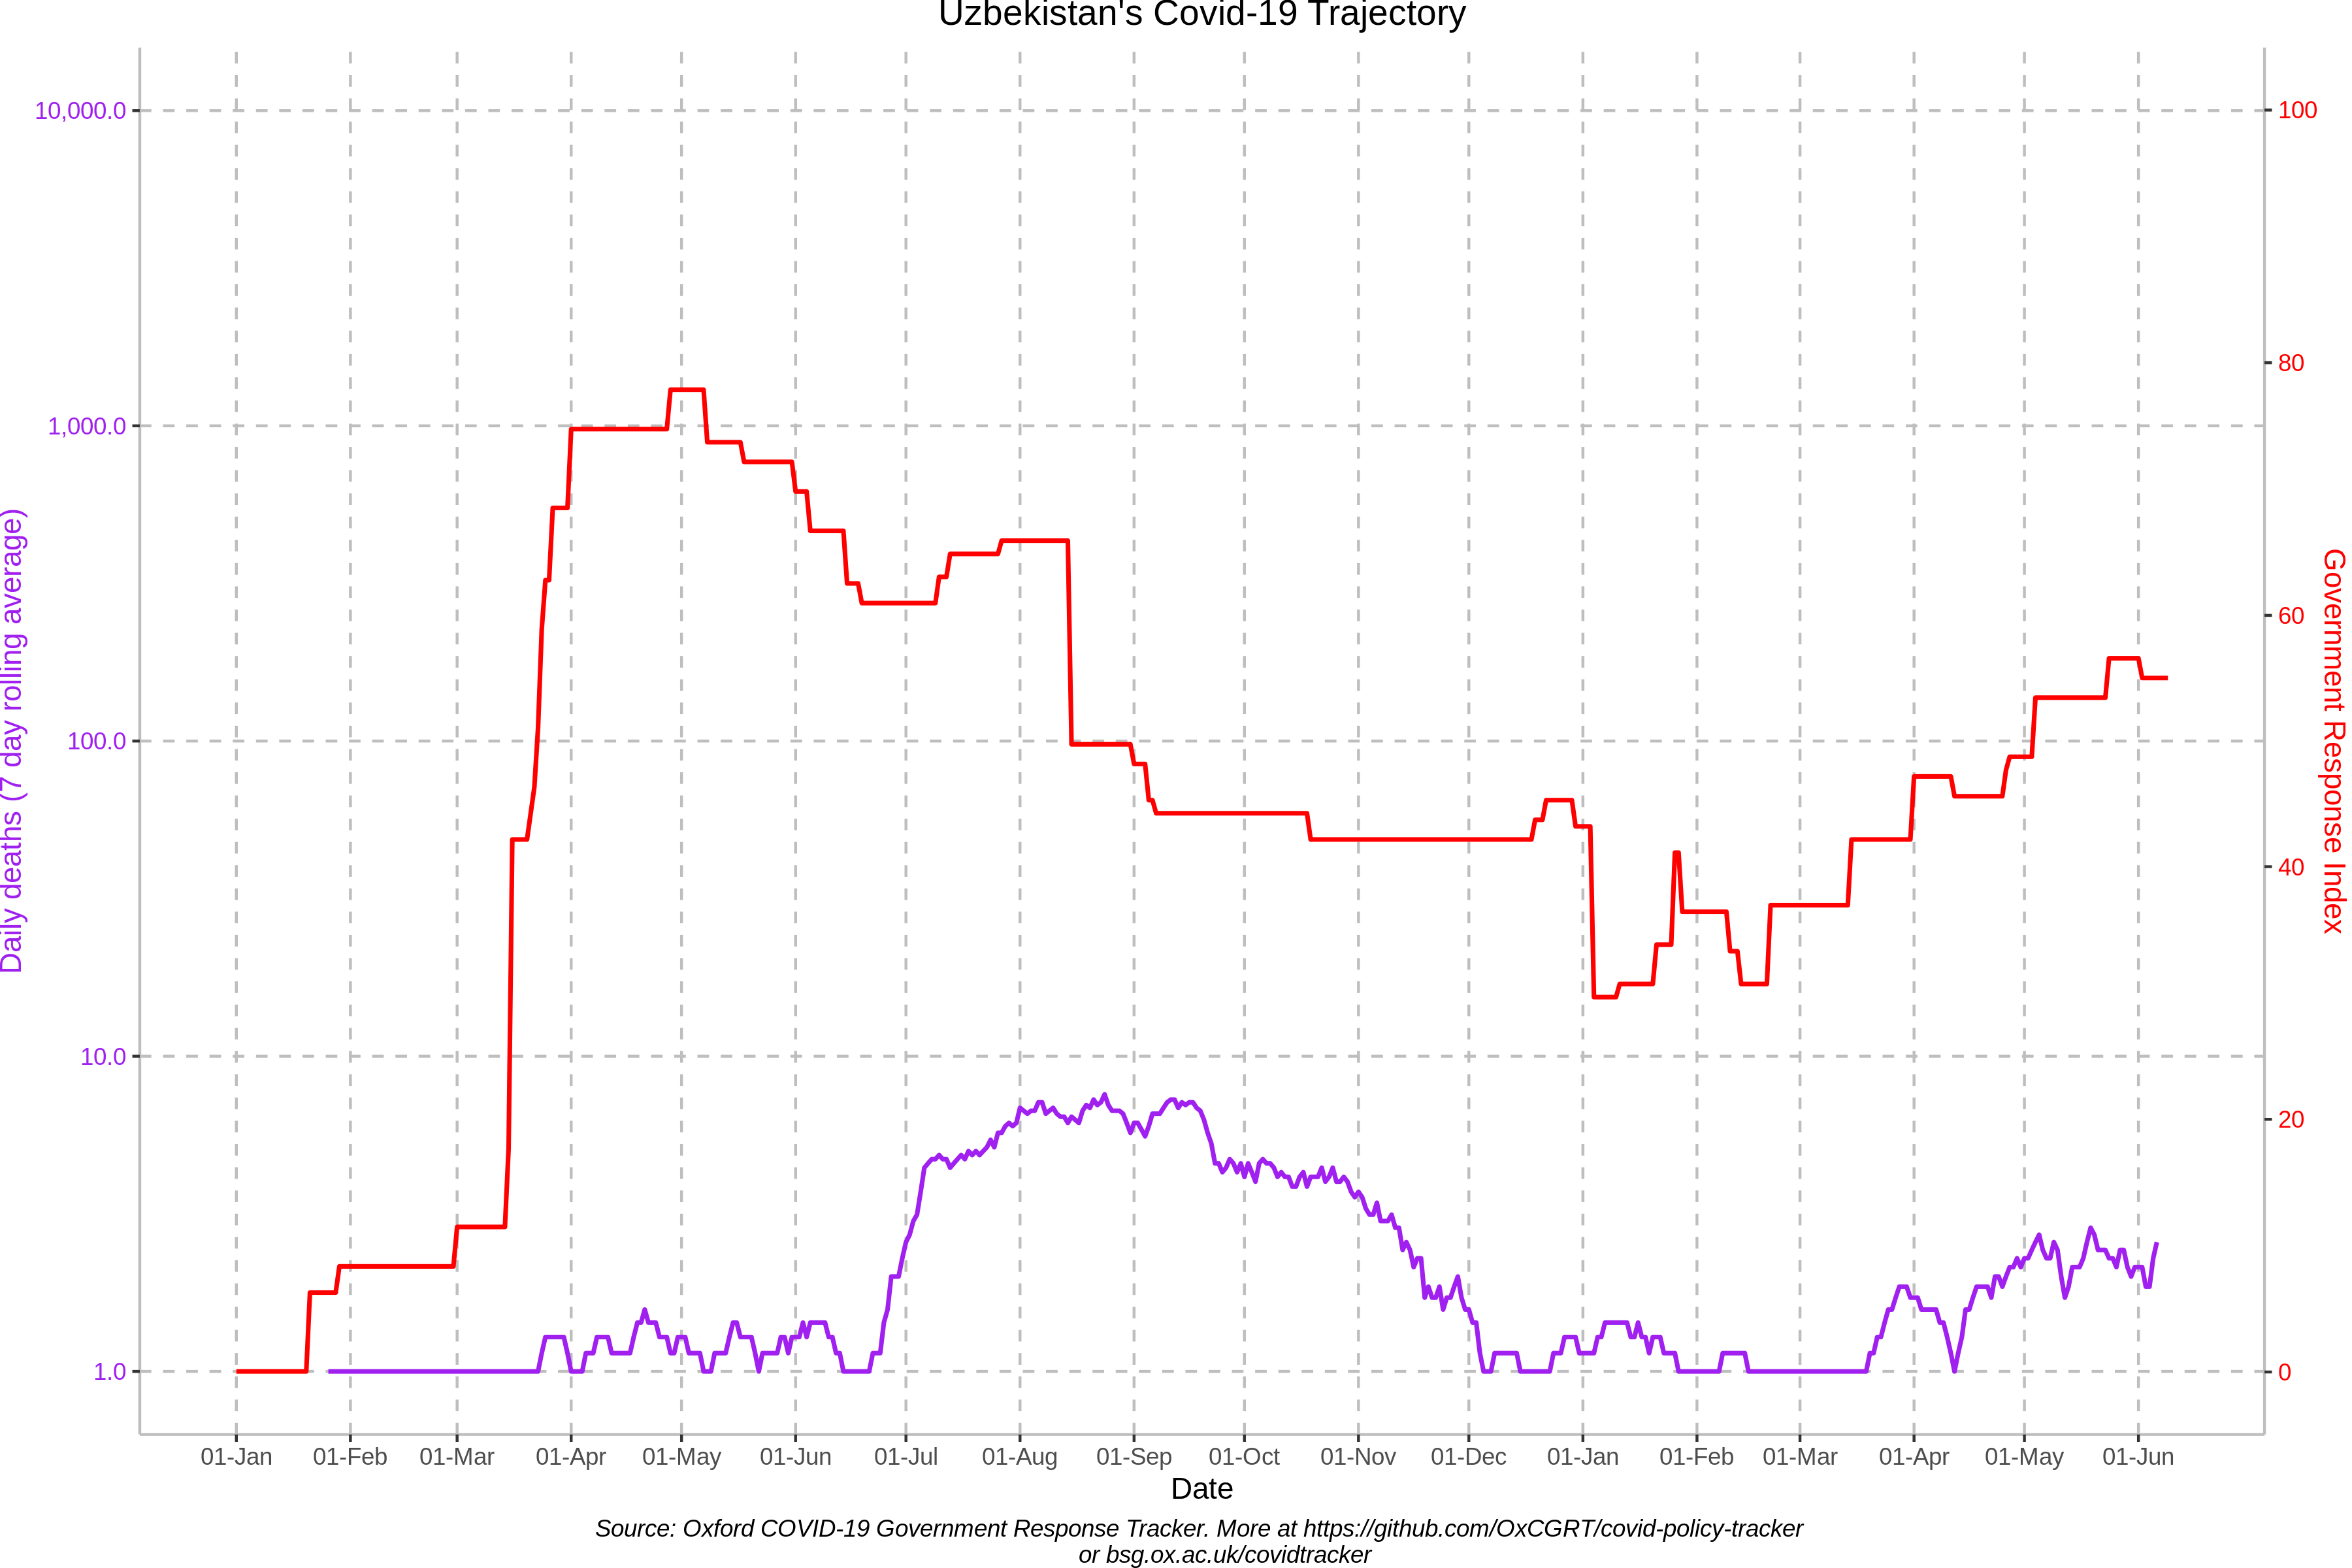 Uzbekistan's Covid-19 Trajectory
10,000.0
1,000.0
100.0
10.0
1.0
Daily deaths (7 day rolling average)
100
80
60
40
20
0
Government Response Index
01-Jan 01-Feb 01-Mar 01-Apr 01-May 01-Jun 01-Jul 01-Aug 01-Sep 01-Oct 01-Nov 01-Dec 01-Jan 01-Feb 01-Mar 01-Apr 01-May 01-Jun
Date
Source: Oxford COVID-19 Government Response Tracker. More at https://github.com/OxCGRT/covid-policy-tracker
or bsg.ox.ac.uk/covidtracker